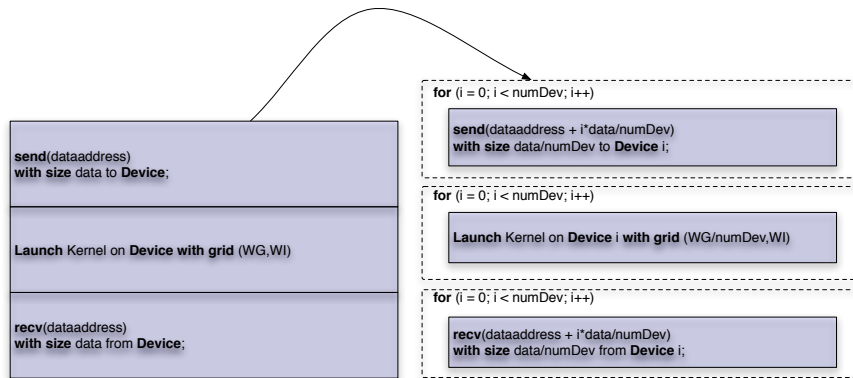 send(dataaddress)
with size data to Device;
Launch Kernel on Device with grid (WG,WI)
recv(dataaddress)
with size data from Device;
for (i = 0; i < numDev; i++)
send(dataaddress + i*data/numDev)
with size data/numDev to Device i;
for (i = 0; i < numDev; i++)
Launch Kernel on Device i with grid (WG/numDev,WI)
for (i = 0; i < numDev; i++)
recv(dataaddress + i*data/numDev)
with size data/numDev from Device i;